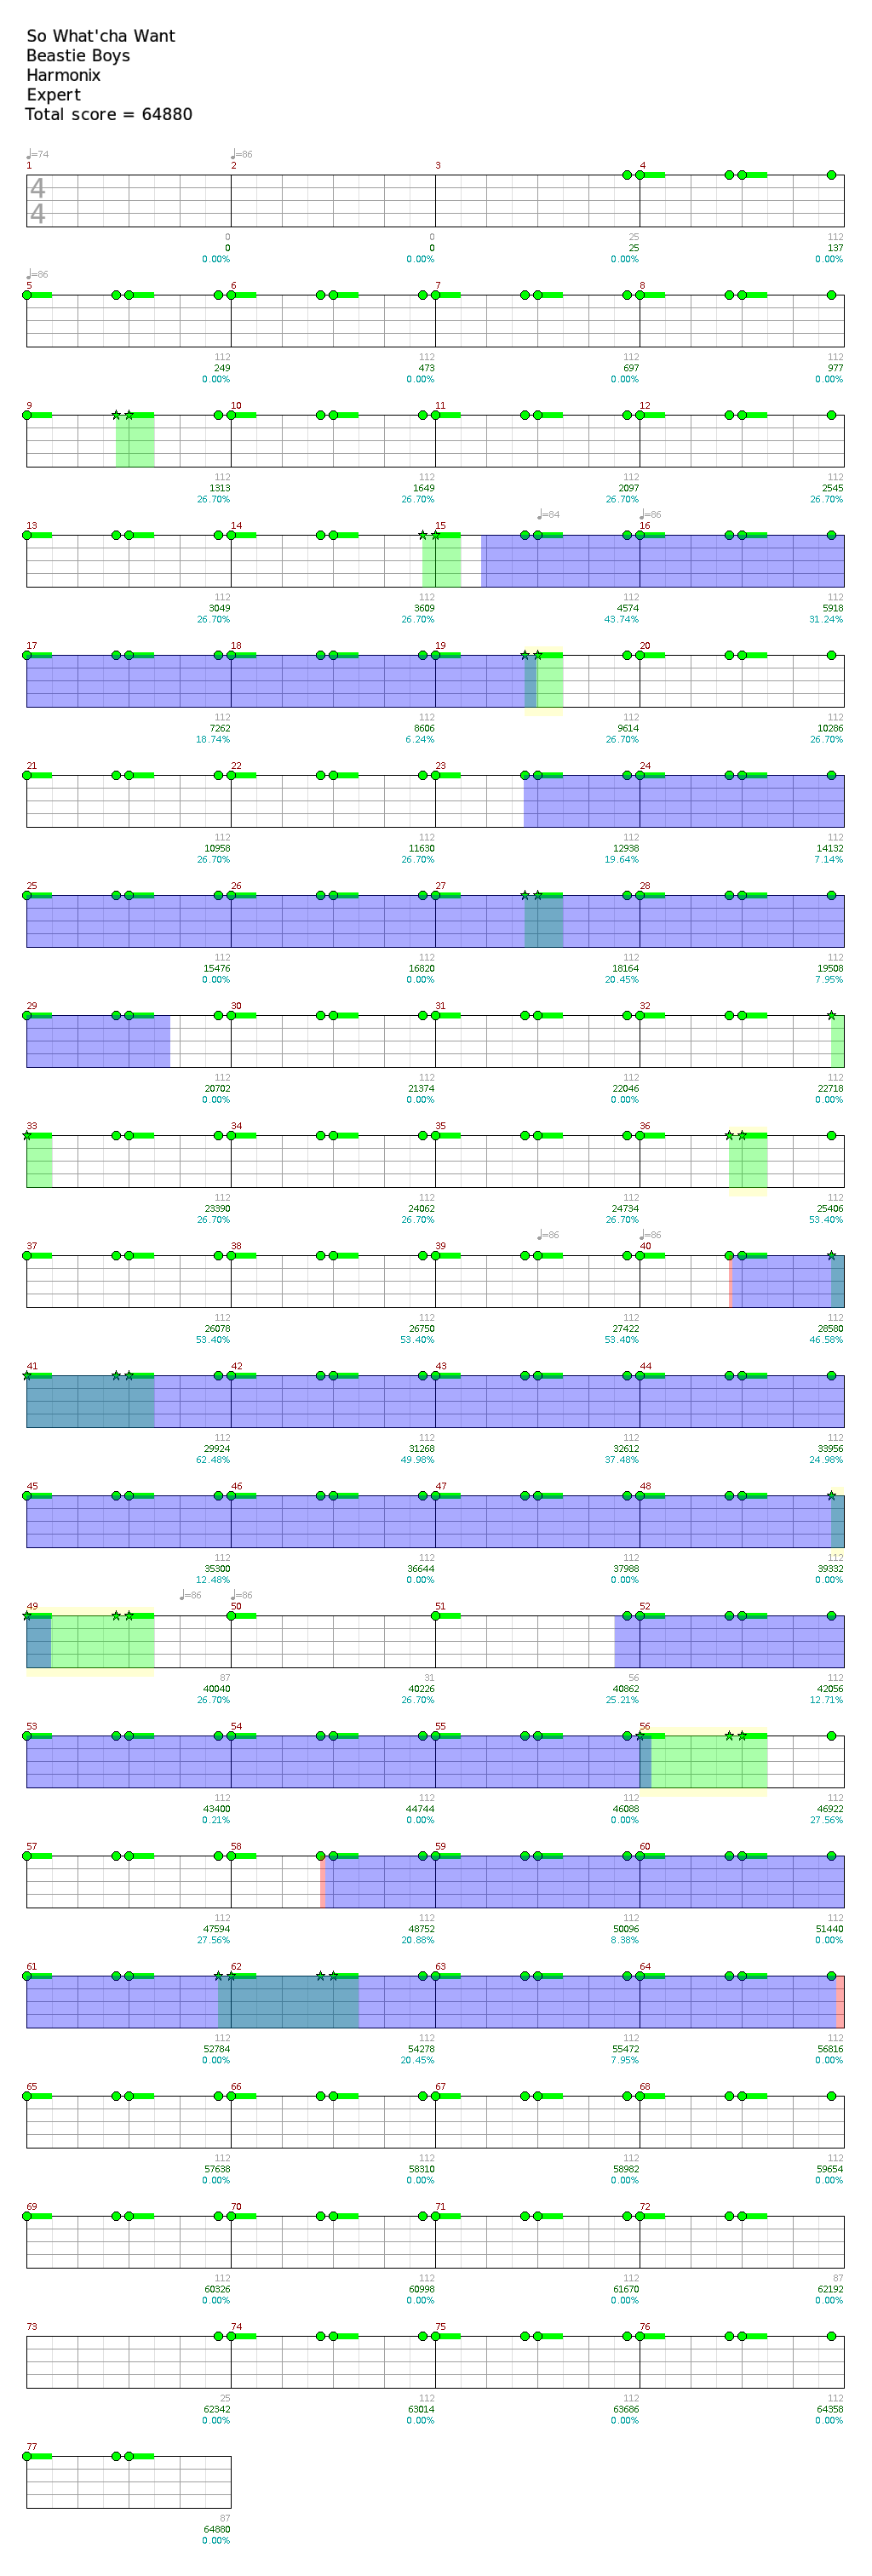 So What'cha Want
Beastie Boys
Harmonix
Expert
Total score = 64880
♩=74 ♩=86
1 2 3 4
4
4
0 0 25 112
0 0 25 137
0.00% 0.00% 0.00% 0.00%
♩=86
5 6 7 8
112 112 112 112
249 473 697 977
0.00% 0.00% 0.00% 0.00%
9 10 11 12
112 112 112 112
1313 1649 2097 2545
26.70% 26.70% 26.70% 26.70%
♩=84 ♩=86
13 14 15 16
112 112 112 112
3049 3609 4574 5918
26.70% 26.70% 43.74% 31.24%
17 18 19 20
112 112 112 112
7262 8606 9614 10286
18.74% 6.24% 26.70% 26.70%
21 22 23 24
112 112 112 112
10958 11630 12938 14132
26.70% 26.70% 19.64% 7.14%
25 26 27 28
112 112 112 112
15476 16820 18164 19508
0.00% 0.00% 20.45% 7.95%
29 30 31 32
112 112 112 112
20702 21374 22046 22718
0.00% 0.00% 0.00% 0.00%
33 34 35 36
112 112 112 112
23390 24062 24734 25406
26.70% 26.70% 26.70% 53.40%
♩=86 ♩=86
37 38 39 40
112 112 112 112
26078 26750 27422 28580
53.40% 53.40% 53.40% 46.58%
41 42 43 44
112 112 112 112
29924 31268 32612 33956
62.48% 49.98% 37.48% 24.98%
45 46 47 48
112 112 112 112
35300 36644 37988 39332
12.48% 0.00% 0.00% 0.00%
♩=86 ♩=86
49 50 51 52
87 31 56 112
40040 40226 40862 42056
26.70% 26.70% 25.21% 12.71%
53 54 55 56
112 112 112 112
43400 44744 46088 46922
0.21% 0.00% 0.00% 27.56%
57 58 59 60
112 112 112 112
47594 48752 50096 51440
27.56% 20.88% 8.38% 0.00%
61 62 63 64
112 112 112 112
52784 54278 55472 56816
0.00% 20.45% 7.95% 0.00%
65 66 67 68
112 112 112 112
57638 58310 58982 59654
0.00% 0.00% 0.00% 0.00%
69 70 71 72
112 112 112 87
60326 60998 61670 62192
0.00% 0.00% 0.00% 0.00%
73 74 75 76
25 112 112 112
62342 63014 63686 64358
0.00% 0.00% 0.00% 0.00%
77
87
64880
0.00%